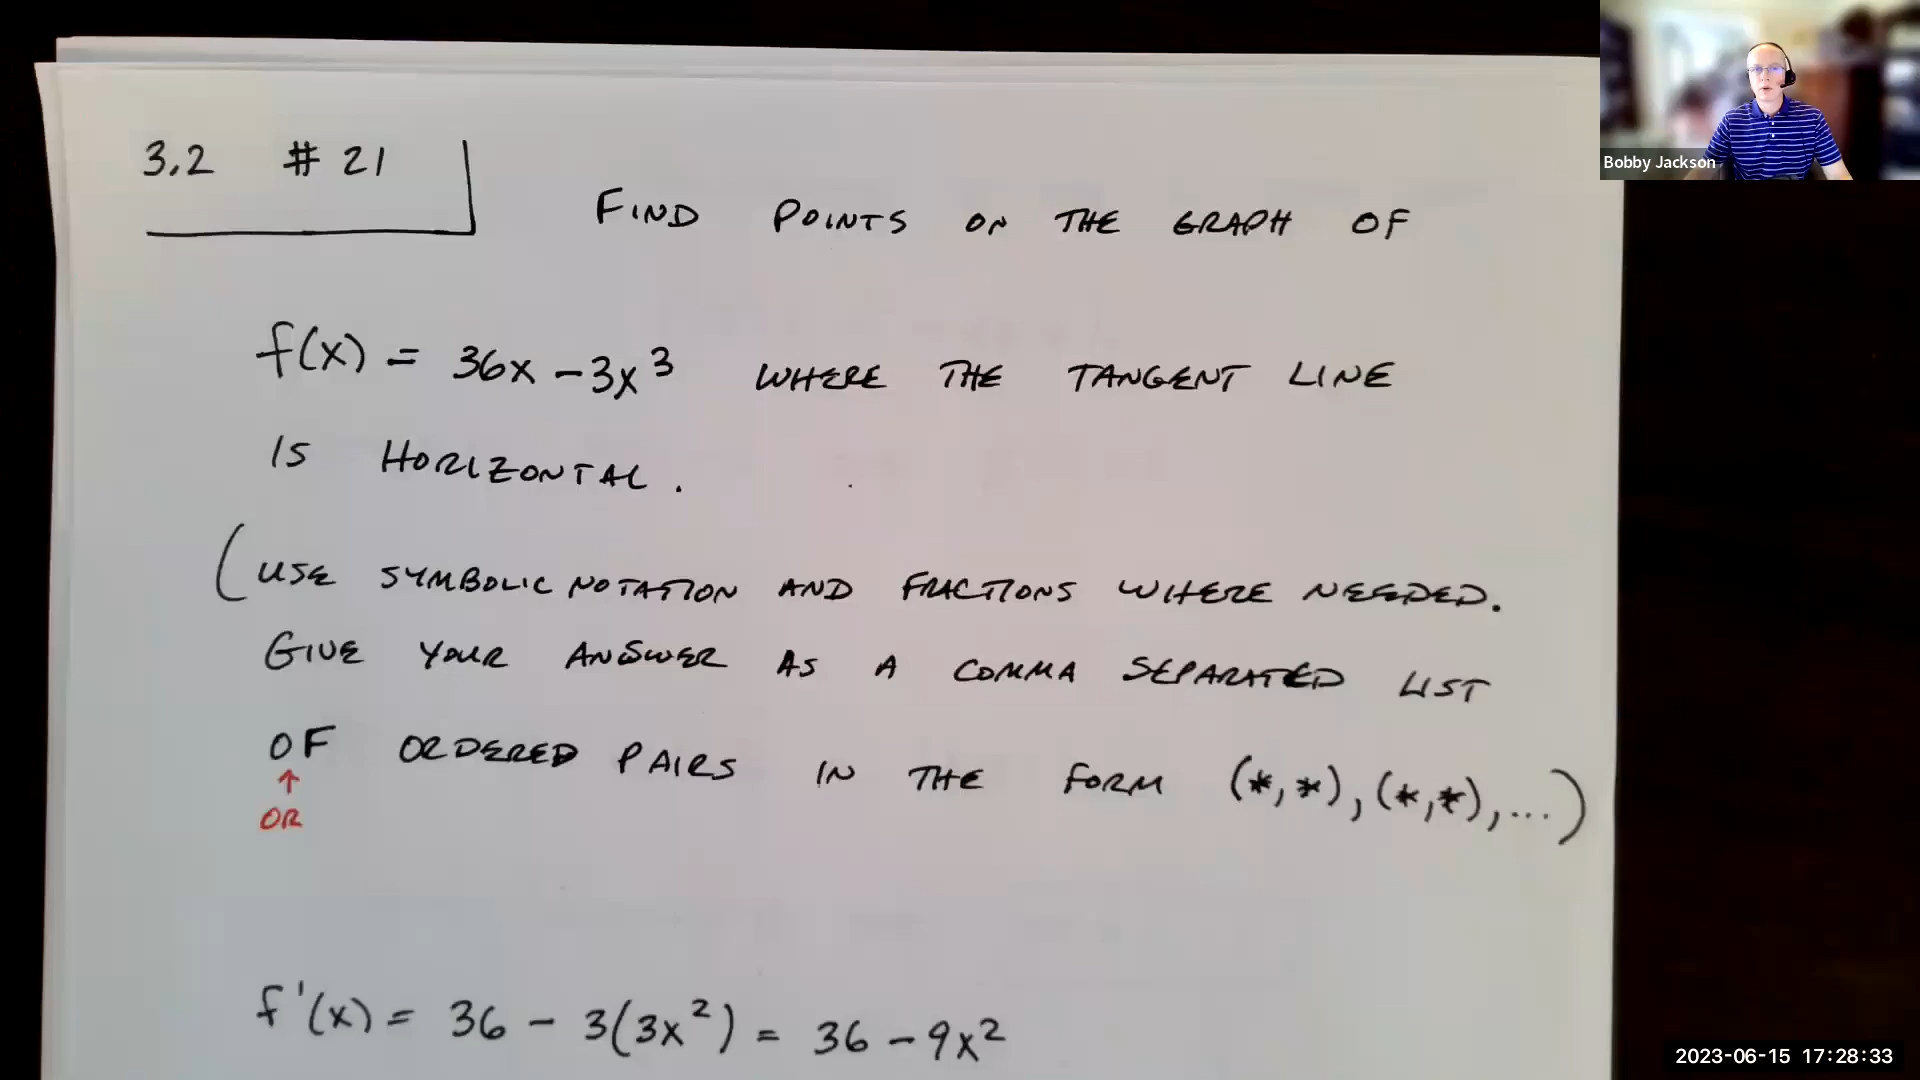 3.2 # 21
FIND POINTS ON THE GRAPH OF
f(x) = 36x - 3x³ WHERE THE TANGENT LINE
IS HORIZONTAL.
(USE SYMBOLIC NOTATION AND FRACTIONS WHERE NEEDED.
GIVE YOUR ANSWER AS A COMMA SEPARATED LIST
OF ORDERED PAIRS IN THE FORM (*,*), (*,*), ...)
↑
OR
f'(x) = 36 - 3(3x²) = 36 - 9x²
Bobby Jackson
2023-06-15 17:28:33